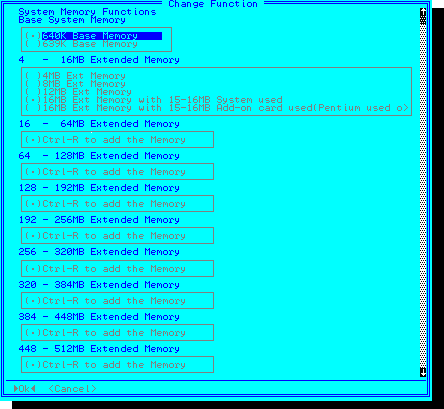 Change Function
System Memory Functions
Base System Memory
(•)640K Base Memory
( )639K Base Memory
4 - 16MB Extended Memory
( )4MB Ext Memory
( )8MB Ext Memory
( )12MB Ext Memory
(•)16MB Ext Memory with 15-16MB System used
( )16MB Ext Memory with 15-16MB Add-on card used(Pentium used o>
16 - 64MB Extended Memory
(•)Ctrl-R to add the Memory
64 - 128MB Extended Memory
(•)Ctrl-R to add the Memory
128 - 192MB Extended Memory
(•)Ctrl-R to add the Memory
192 - 256MB Extended Memory
(•)Ctrl-R to add the Memory
256 - 320MB Extended Memory
(•)Ctrl-R to add the Memory
320 - 384MB Extended Memory
(•)Ctrl-R to add the Memory
384 - 448MB Extended Memory
(•)Ctrl-R to add the Memory
448 - 512MB Extended Memory
(•)Ctrl-R to add the Memory
►Ok◄ <Cancel>